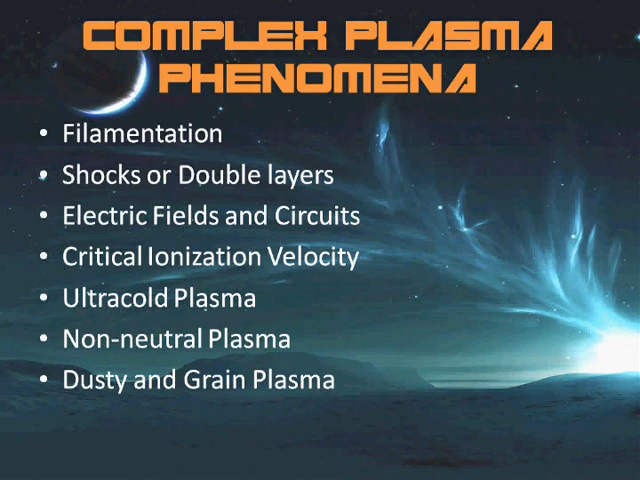 COMPLEX PLASMA
PHENOMENA
• Filamentation
• Shocks or Double layers
• Electric Fields and Circuits
• Critical Ionization Velocity
• Ultracold Plasma
• Non-neutral Plasma
• Dusty and Grain Plasma